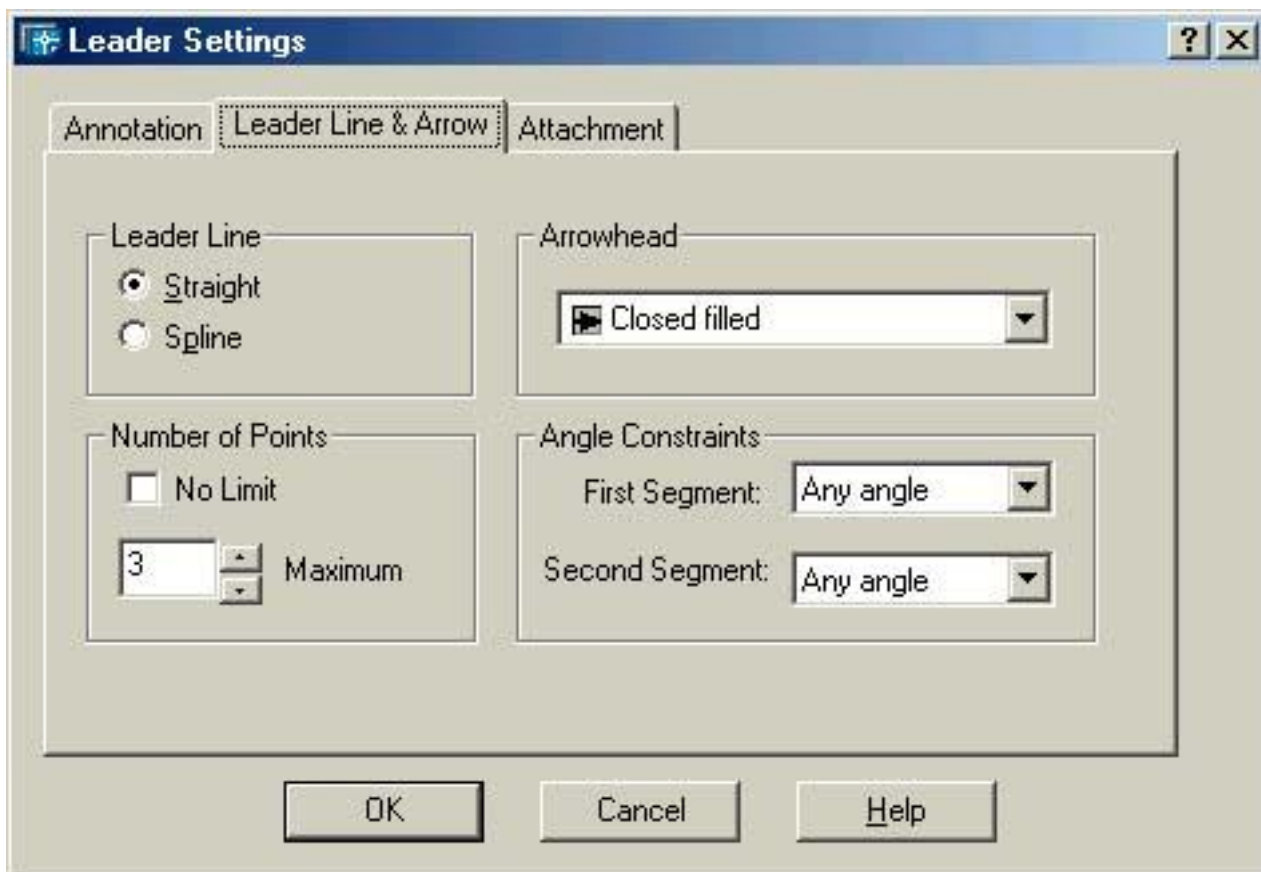 Leader Settings
Annotation
Leader Line & Arrow
Attachment
Leader Line
Straight
Spline
Arrowhead
Closed filled
Number of Points
No Limit
3
Maximum
Angle Constraints
First Segment: Any angle
Second Segment: Any angle
OK
Cancel
Help